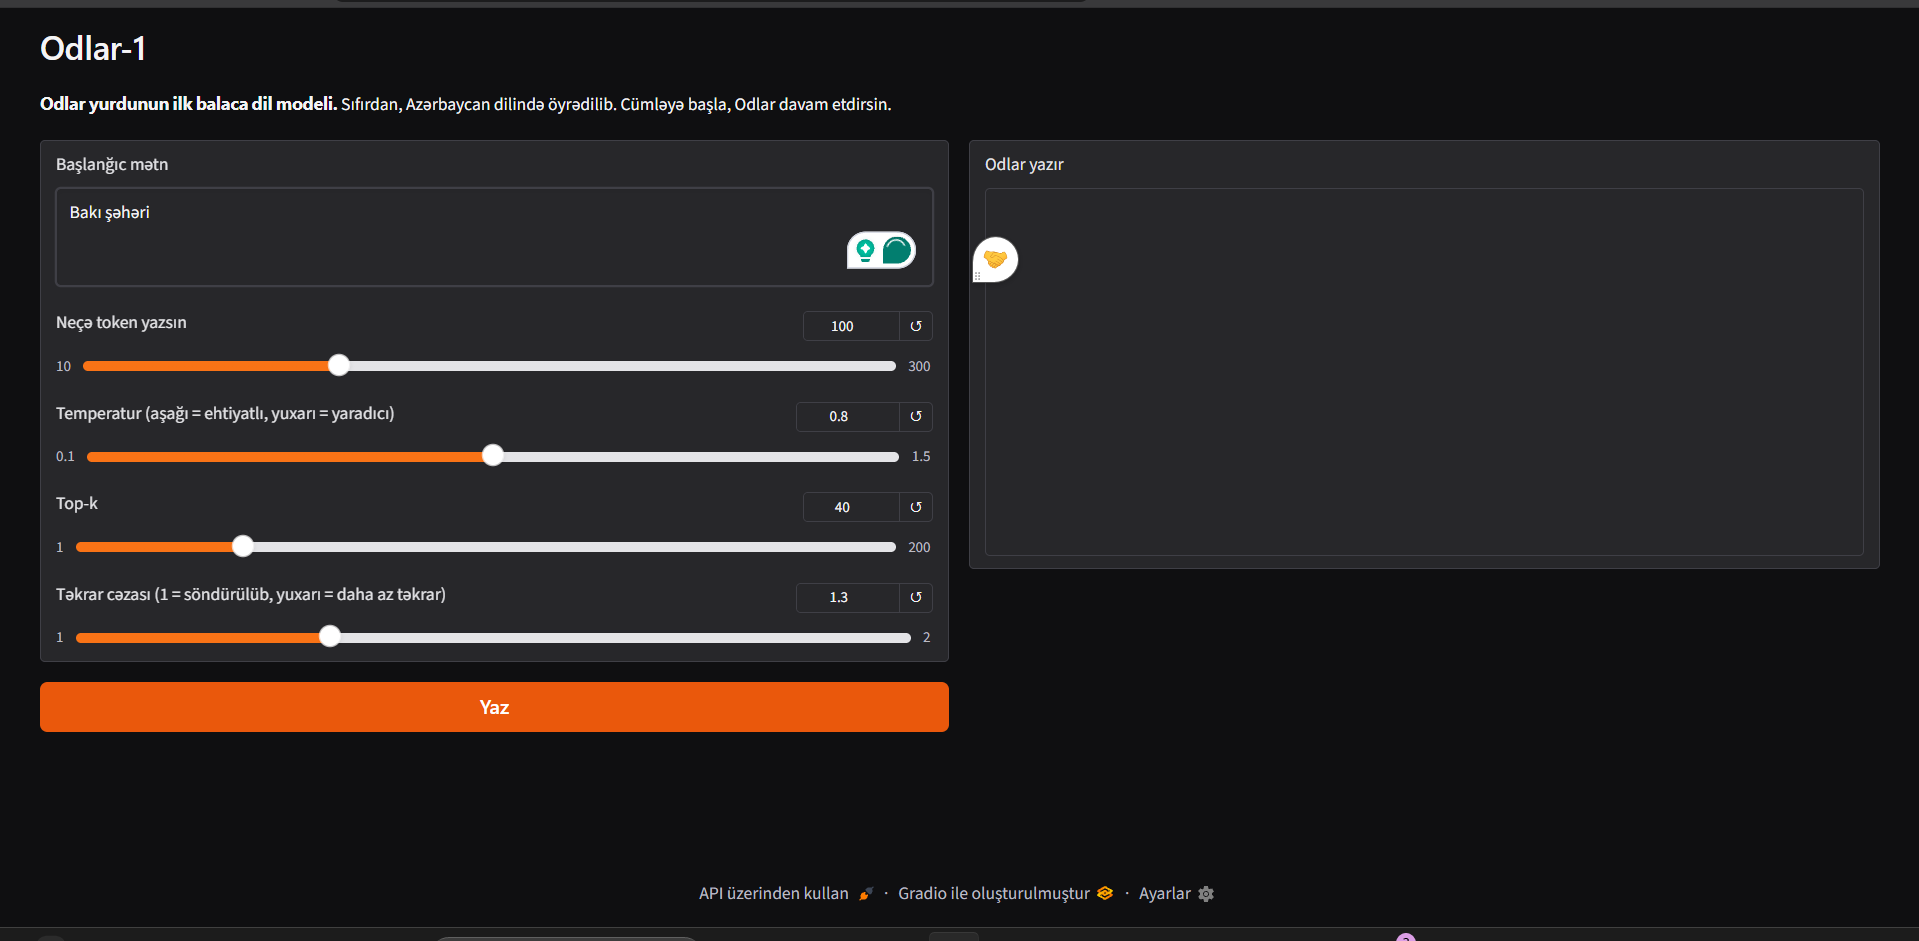 Odlar-1
Odlar yurdunun ilk balaca dil modeli. Sıfırdan, Azərbaycan dilində öyrədilib. Cümləyə başla, Odlar davam etdirsin.
Başlanğıc mətn
Bakı şəhəri
Neçə token yazsın
100
10
300
Temperatur (aşağı = ehtiyatlı, yuxarı = yaradıcı)
0.8
0.1
1.5
Top-k
40
1
200
Təkrar cəzası (1 = söndürülüb, yuxarı = daha az təkrar)
1.3
1
2
Yaz
Odlar yazır
API üzerinden kullan · Gradio ile oluşturulmuştur · Ayarlar